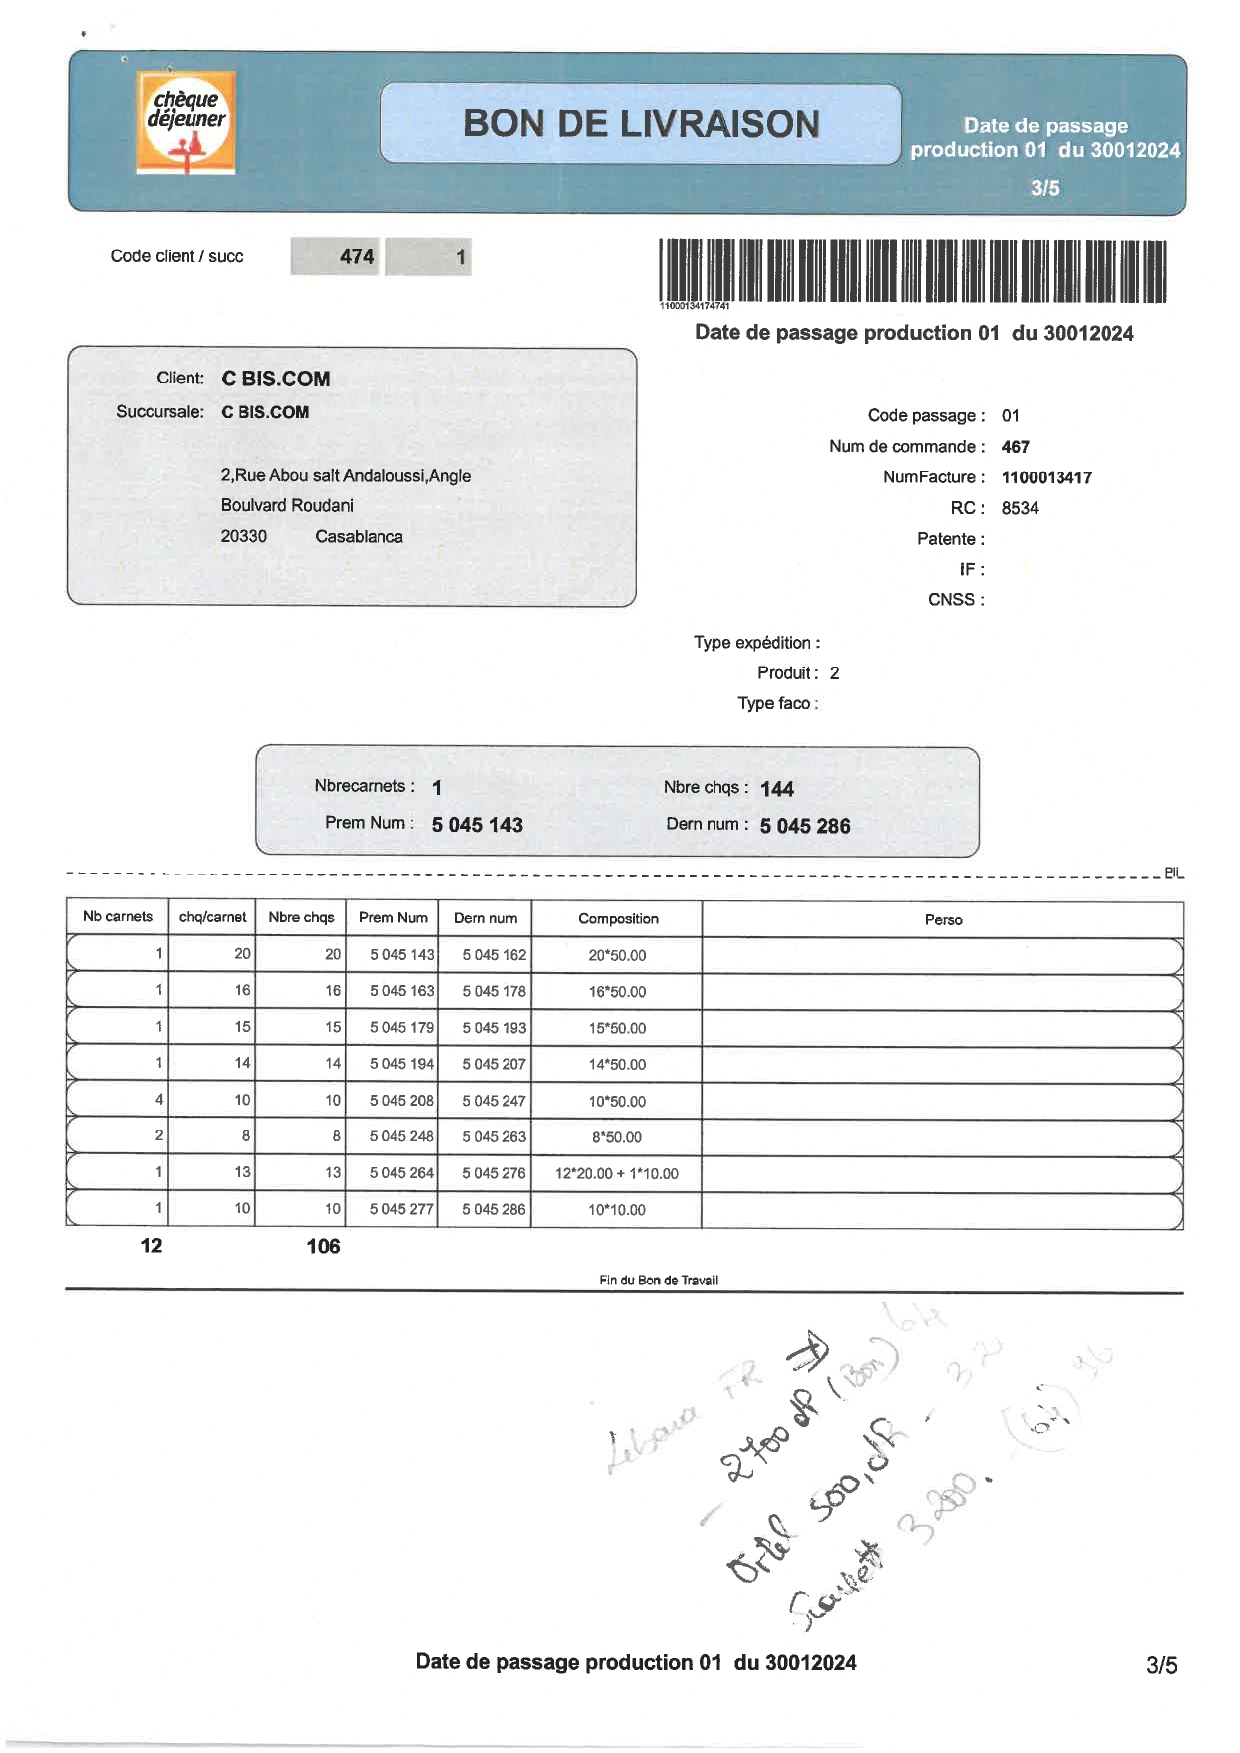 chèque
déjeuner
BON DE LIVRAISON
Date de passage
production 01 du 30012024
3/5
Code client / succ 474 1
11000134174741
Date de passage production 01 du 30012024
Client: C BIS.COM
Succursale: C BIS.COM
2,Rue Abou salt Andaloussi,Angle
Boulvard Roudani
20330 Casablanca
Code passage : 01
Num de commande : 467
NumFacture : 1100013417
RC : 8534
Patente :
IF :
CNSS :
Type expédition :
Produit : 2
Type faco :
Nbrecarnets : 1 Nbre chqs : 144
Prem Num : 5 045 143 Dern num : 5 045 286
Pli
Nb carnets chq/carnet Nbre chqs Prem Num Dern num Composition Perso
1 20 20 5 045 143 5 045 162 20*50.00
1 16 16 5 045 163 5 045 178 16*50.00
1 15 15 5 045 179 5 045 193 15*50.00
1 14 14 5 045 194 5 045 207 14*50.00
4 10 10 5 045 208 5 045 247 10*50.00
2 8 8 5 045 248 5 045 263 8*50.00
1 13 13 5 045 264 5 045 276 12*20.00 + 1*10.00
1 10 10 5 045 277 5 045 286 10*10.00
12 106
Fin du Bon de Travail
FR
- 2700 (Bon) 64
500, - 32
3200. (64) 96
Date de passage production 01 du 30012024
3/5